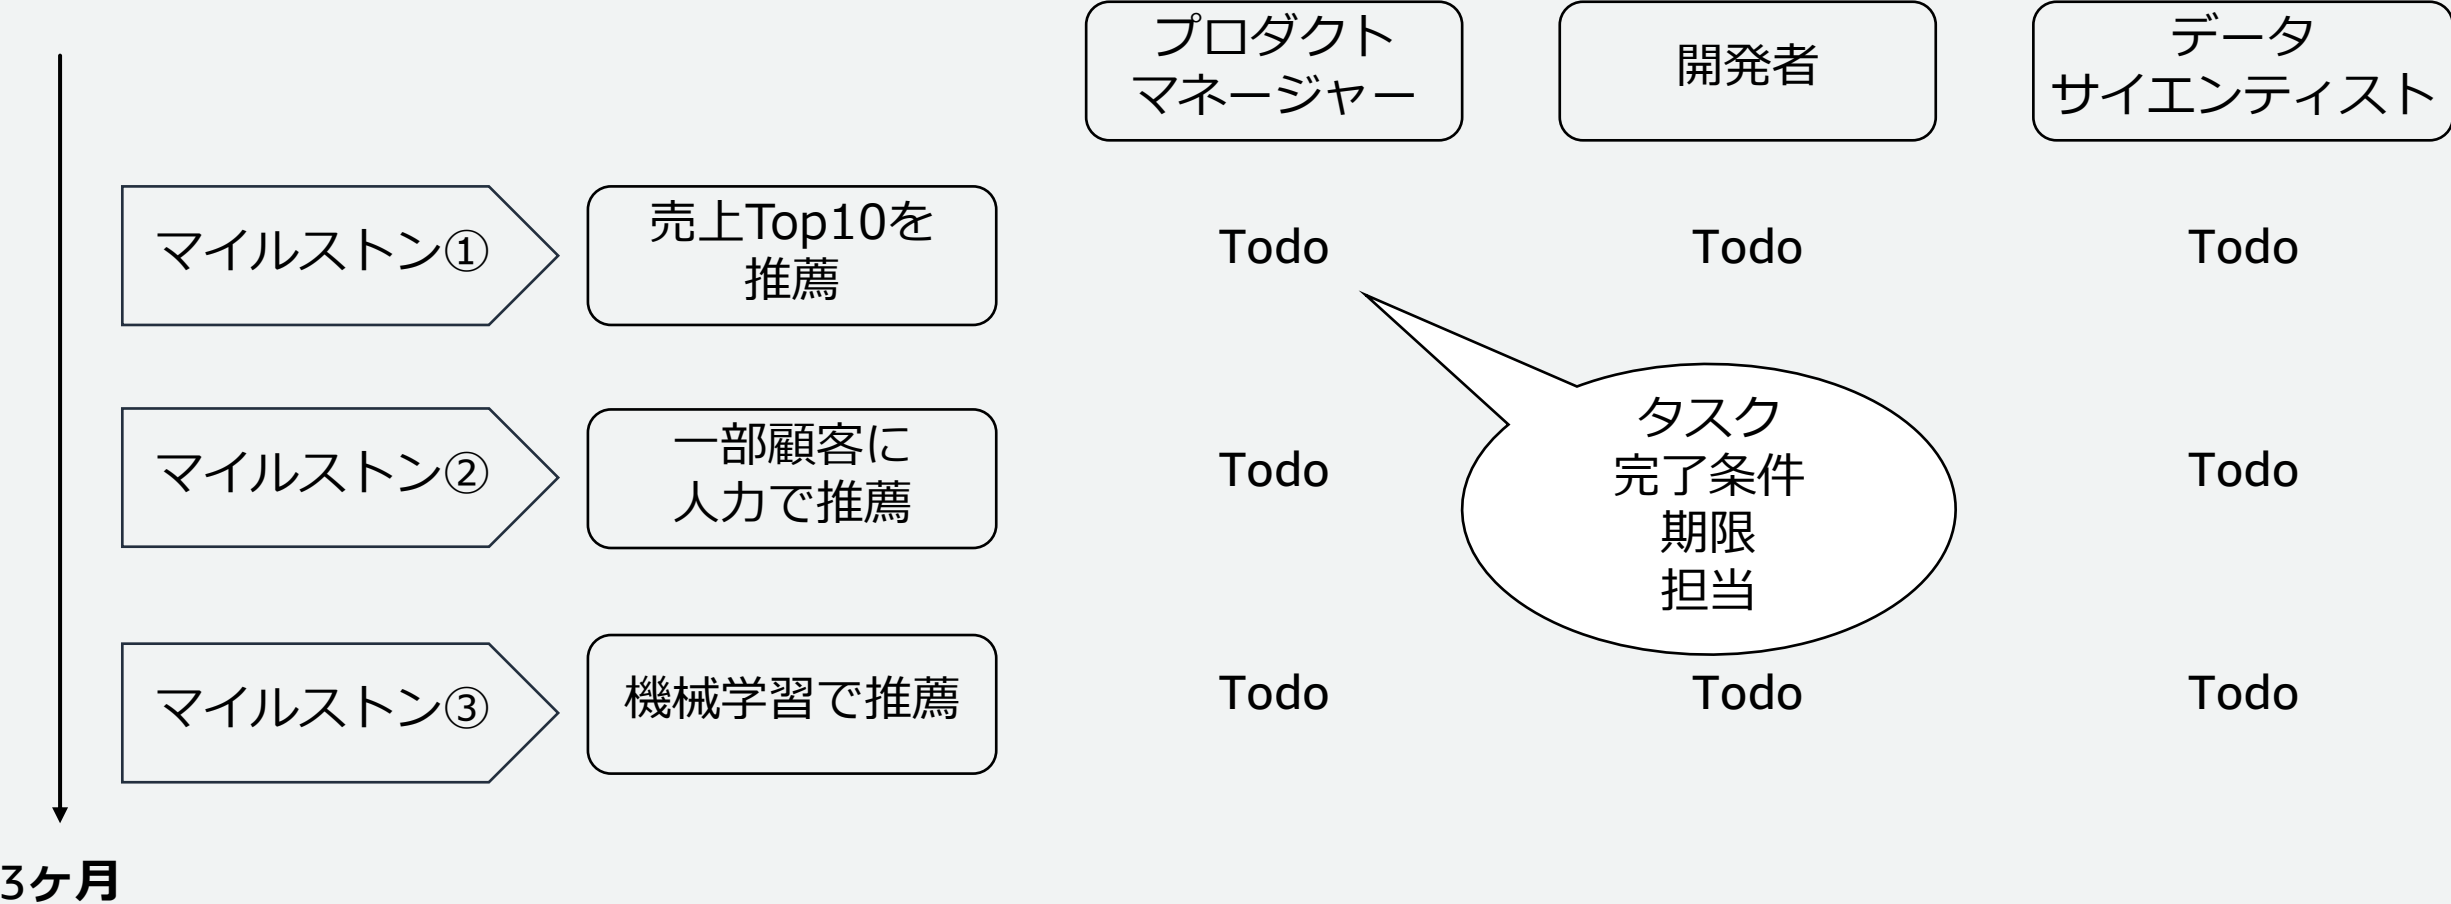 プロダクト
マネージャー
開発者
データ
サイエンティスト
マイルストン①
売上Top10を
推薦
Todo
Todo
Todo
マイルストン②
一部顧客に
人力で推薦
Todo
タスク
完了条件
期限
担当
Todo
マイルストン③
機械学習で推薦
Todo
Todo
Todo
3ヶ月